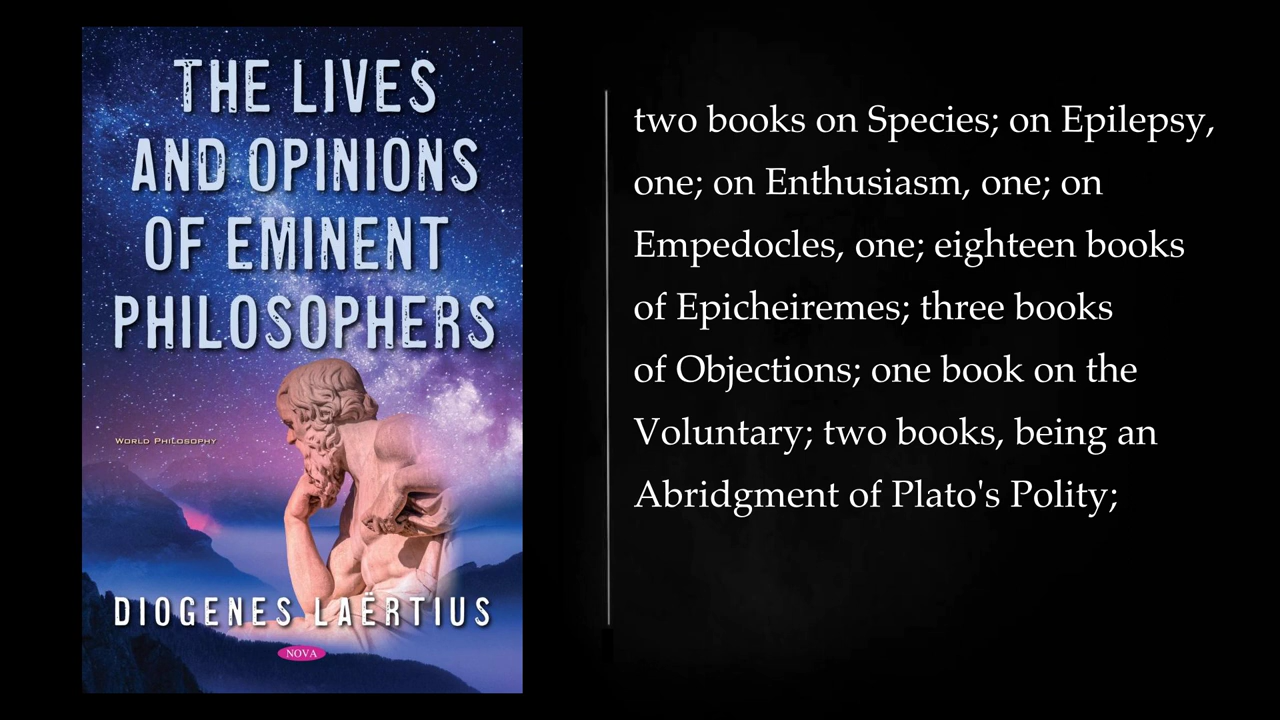 THE LIVES
AND OPINIONS
OF EMINENT
PHILOSOPHERS
WORLD PHILOSOPHY
DIOGENES LAËRTIUS
NOVA
two books on Species; on Epilepsy,
one; on Enthusiasm, one; on
Empedocles, one; eighteen books
of Epicheiremes; three books
of Objections; one book on the
Voluntary; two books, being an
Abridgment of Plato's Polity;